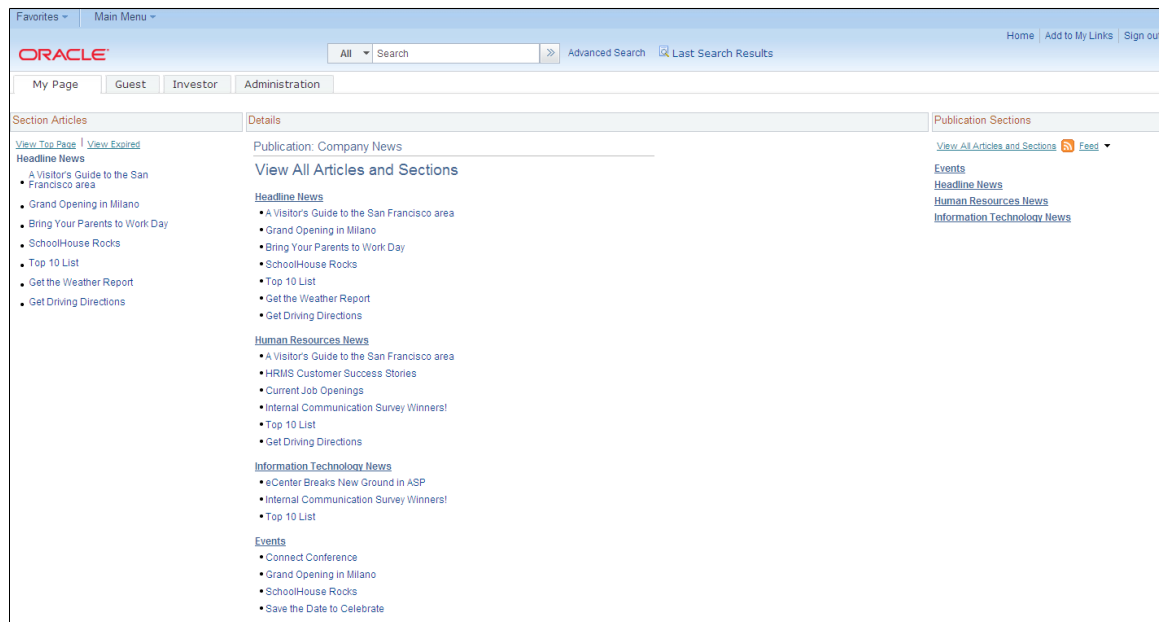 Favorites Main Menu
Home Add to My Links Sign out
ORACLE
All Search Advanced Search Last Search Results
My Page Guest Investor Administration
Section Articles
View Top Page View Expired
Headline News
A Visitor's Guide to the San
Francisco area
Grand Opening in Milano
Bring Your Parents to Work Day
SchoolHouse Rocks
Top 10 List
Get the Weather Report
Get Driving Directions
Details
Publication: Company News
View All Articles and Sections
Headline News
A Visitor's Guide to the San Francisco area
Grand Opening in Milano
Bring Your Parents to Work Day
SchoolHouse Rocks
Top 10 List
Get the Weather Report
Get Driving Directions
Human Resources News
A Visitor's Guide to the San Francisco area
HRMS Customer Success Stories
Current Job Openings
Internal Communication Survey Winners!
Top 10 List
Get Driving Directions
Information Technology News
eCenter Breaks New Ground in ASP
Internal Communication Survey Winners!
Top 10 List
Events
Connect Conference
Grand Opening in Milano
SchoolHouse Rocks
Save the Date to Celebrate
Publication Sections
View All Articles and Sections Feed
Events
Headline News
Human Resources News
Information Technology News